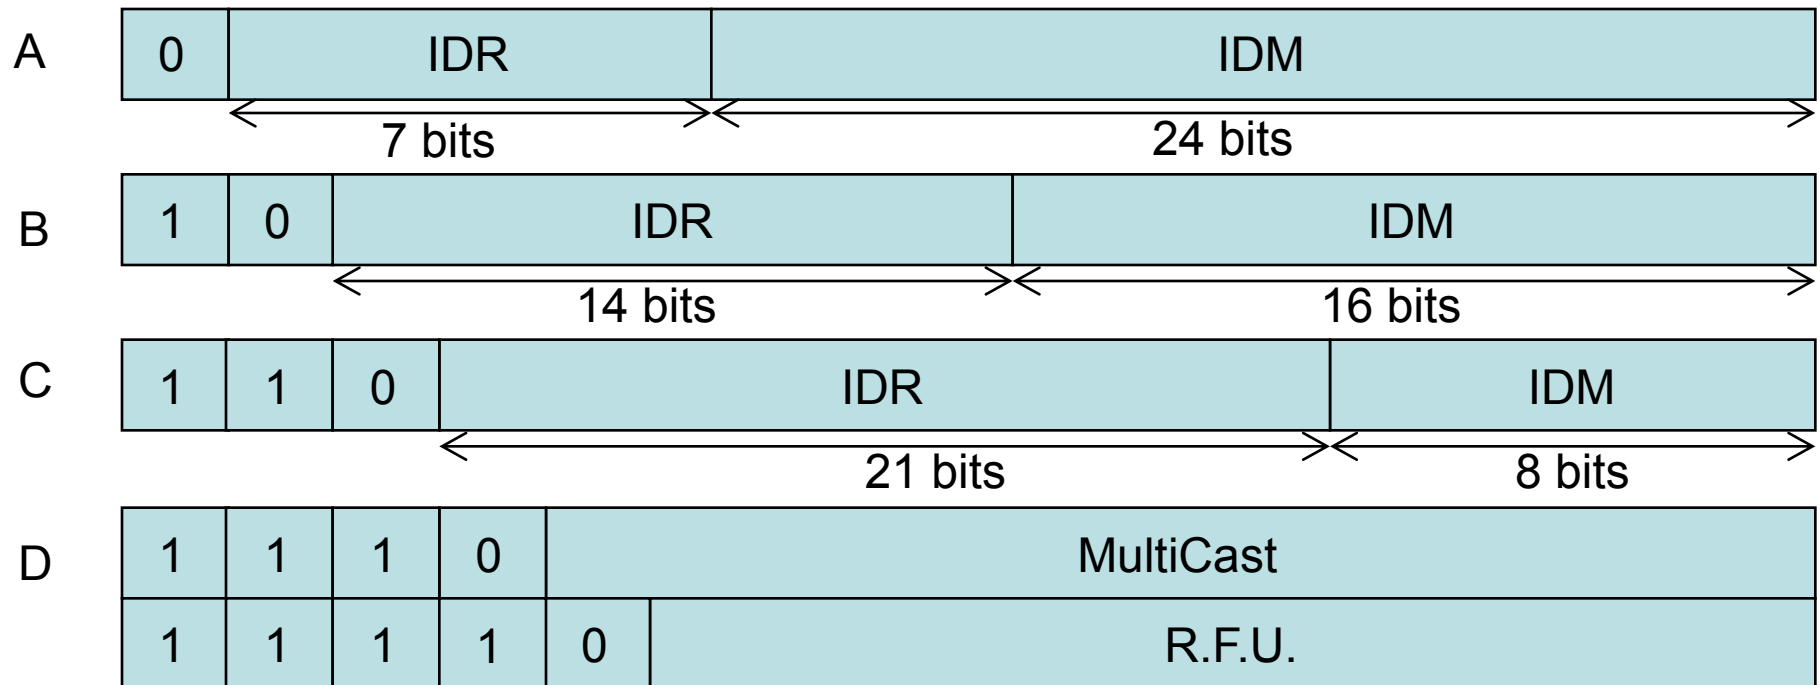 A 0 IDR IDM
7 bits 24 bits
B 1 0 IDR IDM
14 bits 16 bits
C 1 1 0 IDR IDM
21 bits 8 bits
D 1 1 1 0 MultiCast
1 1 1 1 0 R.F.U.